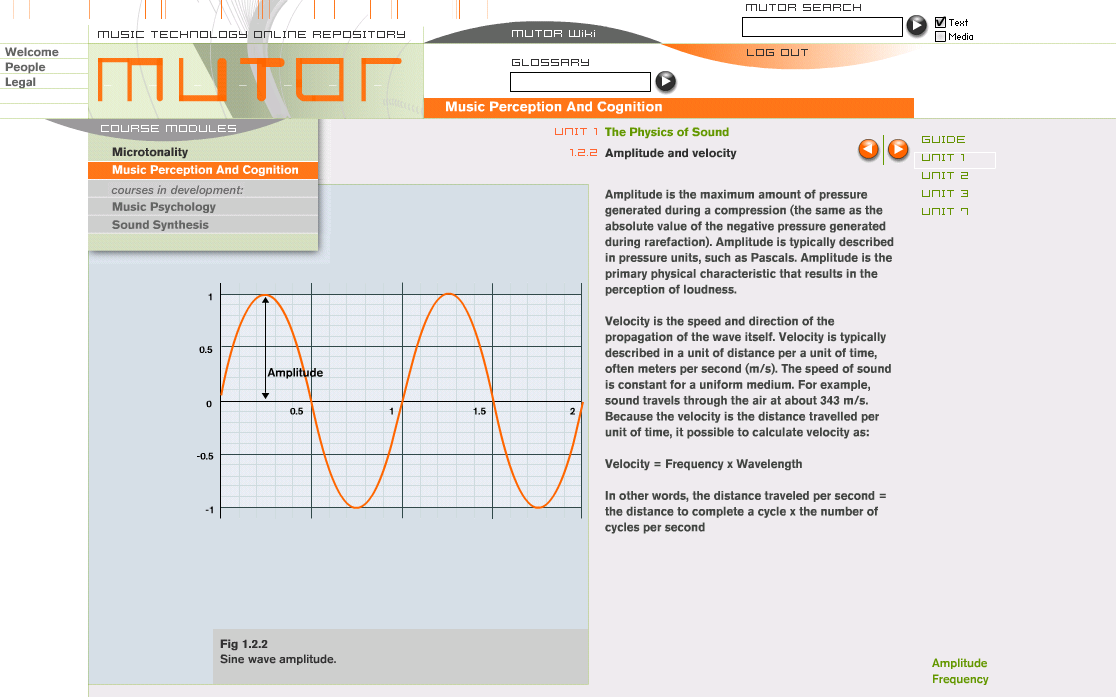 MUTOR SEARCH
Text
Media
MUSIC TECHNOLOGY ONLINE REPOSITORY
MUTOR Wiki
LOG OUT
Welcome
People
Legal
MUTOR
GLOSSARY
Music Perception And Cognition
COURSE MODULES
Microtonality
Music Perception And Cognition
courses in development:
Music Psychology
Sound Synthesis
UNIT 1 The Physics of Sound
1.2.2 Amplitude and velocity
GUIDE
UNIT 1
UNIT 2
UNIT 3
UNIT 7
Amplitude is the maximum amount of pressure
generated during a compression (the same as the
absolute value of the negative pressure generated
during rarefaction). Amplitude is typically described
in pressure units, such as Pascals. Amplitude is the
primary physical characteristic that results in the
perception of loudness.
Velocity is the speed and direction of the
propagation of the wave itself. Velocity is typically
described in a unit of distance per a unit of time,
often meters per second (m/s). The speed of sound
is constant for a uniform medium. For example,
sound travels through the air at about 343 m/s.
Because the velocity is the distance travelled per
unit of time, it possible to calculate velocity as:
Velocity = Frequency x Wavelength
In other words, the distance traveled per second =
the distance to complete a cycle x the number of
cycles per second
1
0.5
0
-0.5
-1
Amplitude
0.5
1
1.5
2
Fig 1.2.2
Sine wave amplitude.
Amplitude
Frequency